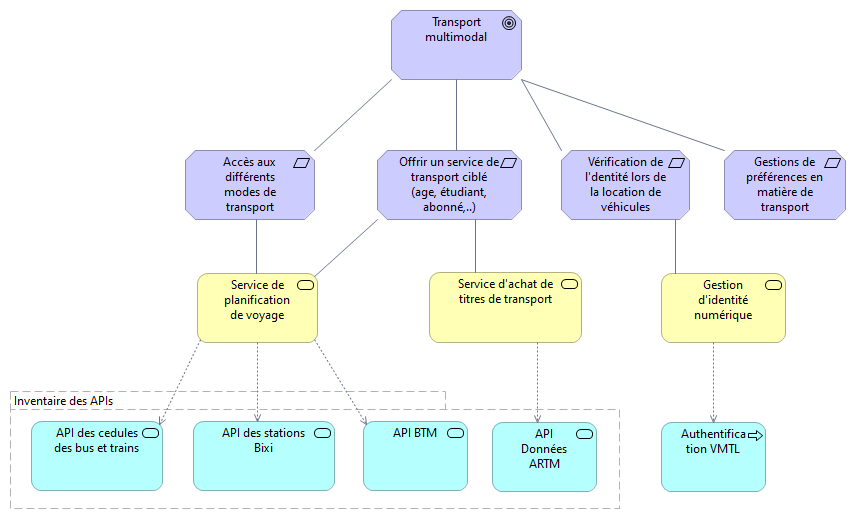 Transport
multimodal
Accès aux
différents
modes de
transport
Offrir un service de
transport ciblé
(age, étudiant,
abonné,..)
Vérification de
l'dentité lors de
la location de
véhicules
Gestions de
préférences en
matière de
transport
Service de
planification
de voyage
Service d'achat de
titres de transport
Gestion
d'identité
numérique
Inventaire des APIs
API des cedules
des bus et trains
API des stations
Bixi
API BTM
API
Données
ARTM
Authentifica
tion VMTL